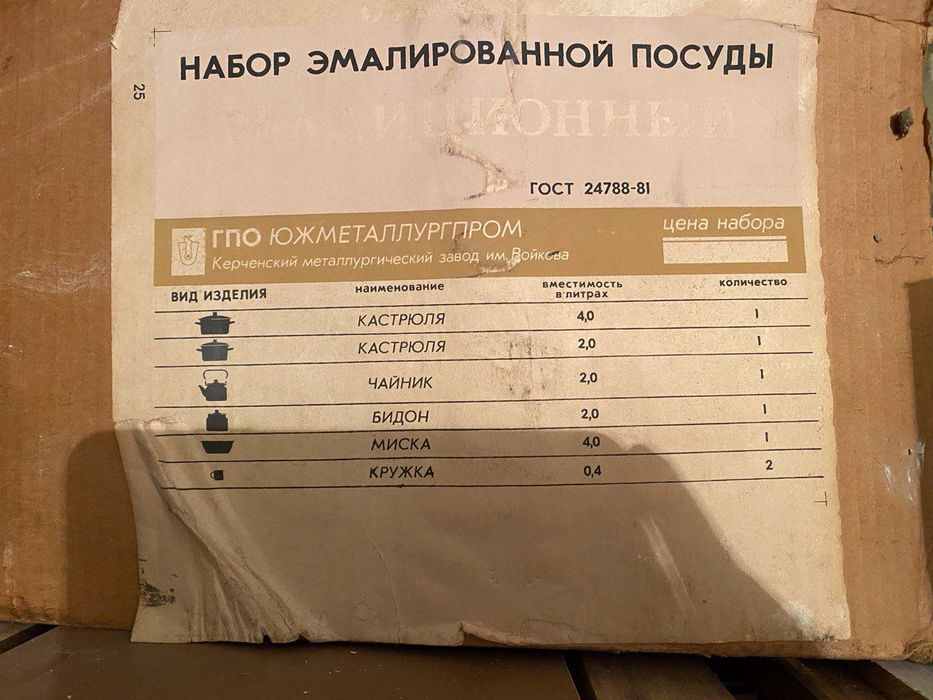 НАБОР ЭМАЛИРОВАННОЙ ПОСУДЫ
25
ГОСТ 24788-81
ГПО ЮЖМЕТАЛЛУРГПРОМ
Керченский металлургический завод им. Войкова
цена набора
ВИД ИЗДЕЛИЯ наименование вместимость в литрах количество
КАСТРЮЛЯ 4,0 1
КАСТРЮЛЯ 2,0 1
ЧАЙНИК 2,0 1
БИДОН 2,0 1
МИСКА 4,0 1
КРУЖКА 0,4 2